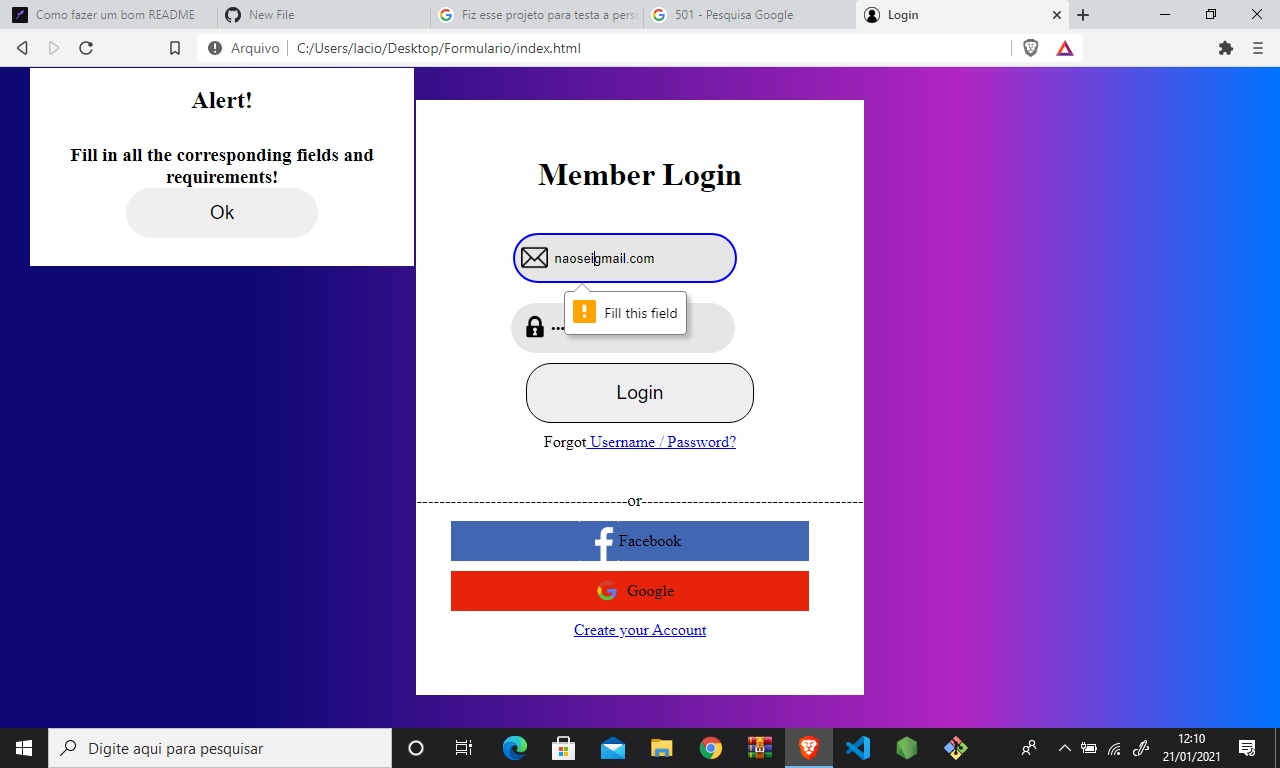 Como fazer um bom README
New File
Fiz esse projeto para testa a perso
501 - Pesquisa Google
Login
Arquivo
C:/Users/lacio/Desktop/Formulario/index.html
Alert!
Fill in all the corresponding fields and
requirements!
Ok
Member Login
naoseigmail.com
Fill this field
Login
Forgot Username / Password?
-------------------------------------or---------------------------------------
Facebook
Google
Create your Account
Digite aqui para pesquisar
12:10
21/01/2021